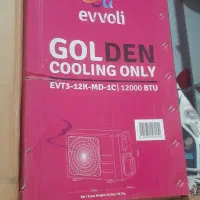 evvoli
GOLDEN
COOLING ONLY
EVT3-12K-MD-1C| 12000 BTU